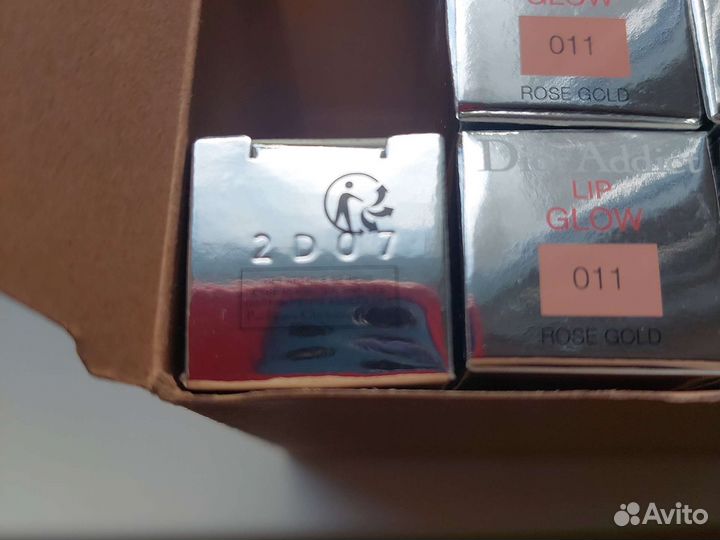 GLOW
011
ROSE GOLD
2D07
Dior Addict
LIP
GLOW
011
ROSE GOLD
Avito